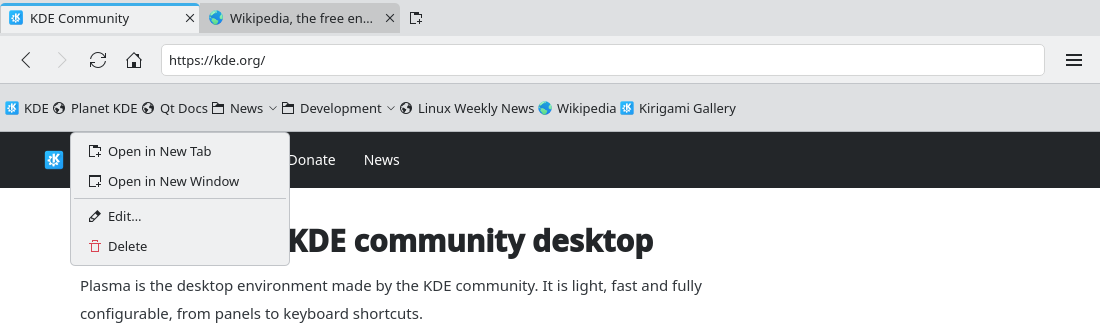 KDE Community
Wikipedia, the free en...
https://kde.org/
KDE Planet KDE Qt Docs News Development Linux Weekly News Wikipedia Kirigami Gallery
Donate News
Open in New Tab
Open in New Window
Edit...
Delete
KDE community desktop
Plasma is the desktop environment made by the KDE community. It is light, fast and fully
configurable, from panels to keyboard shortcuts.